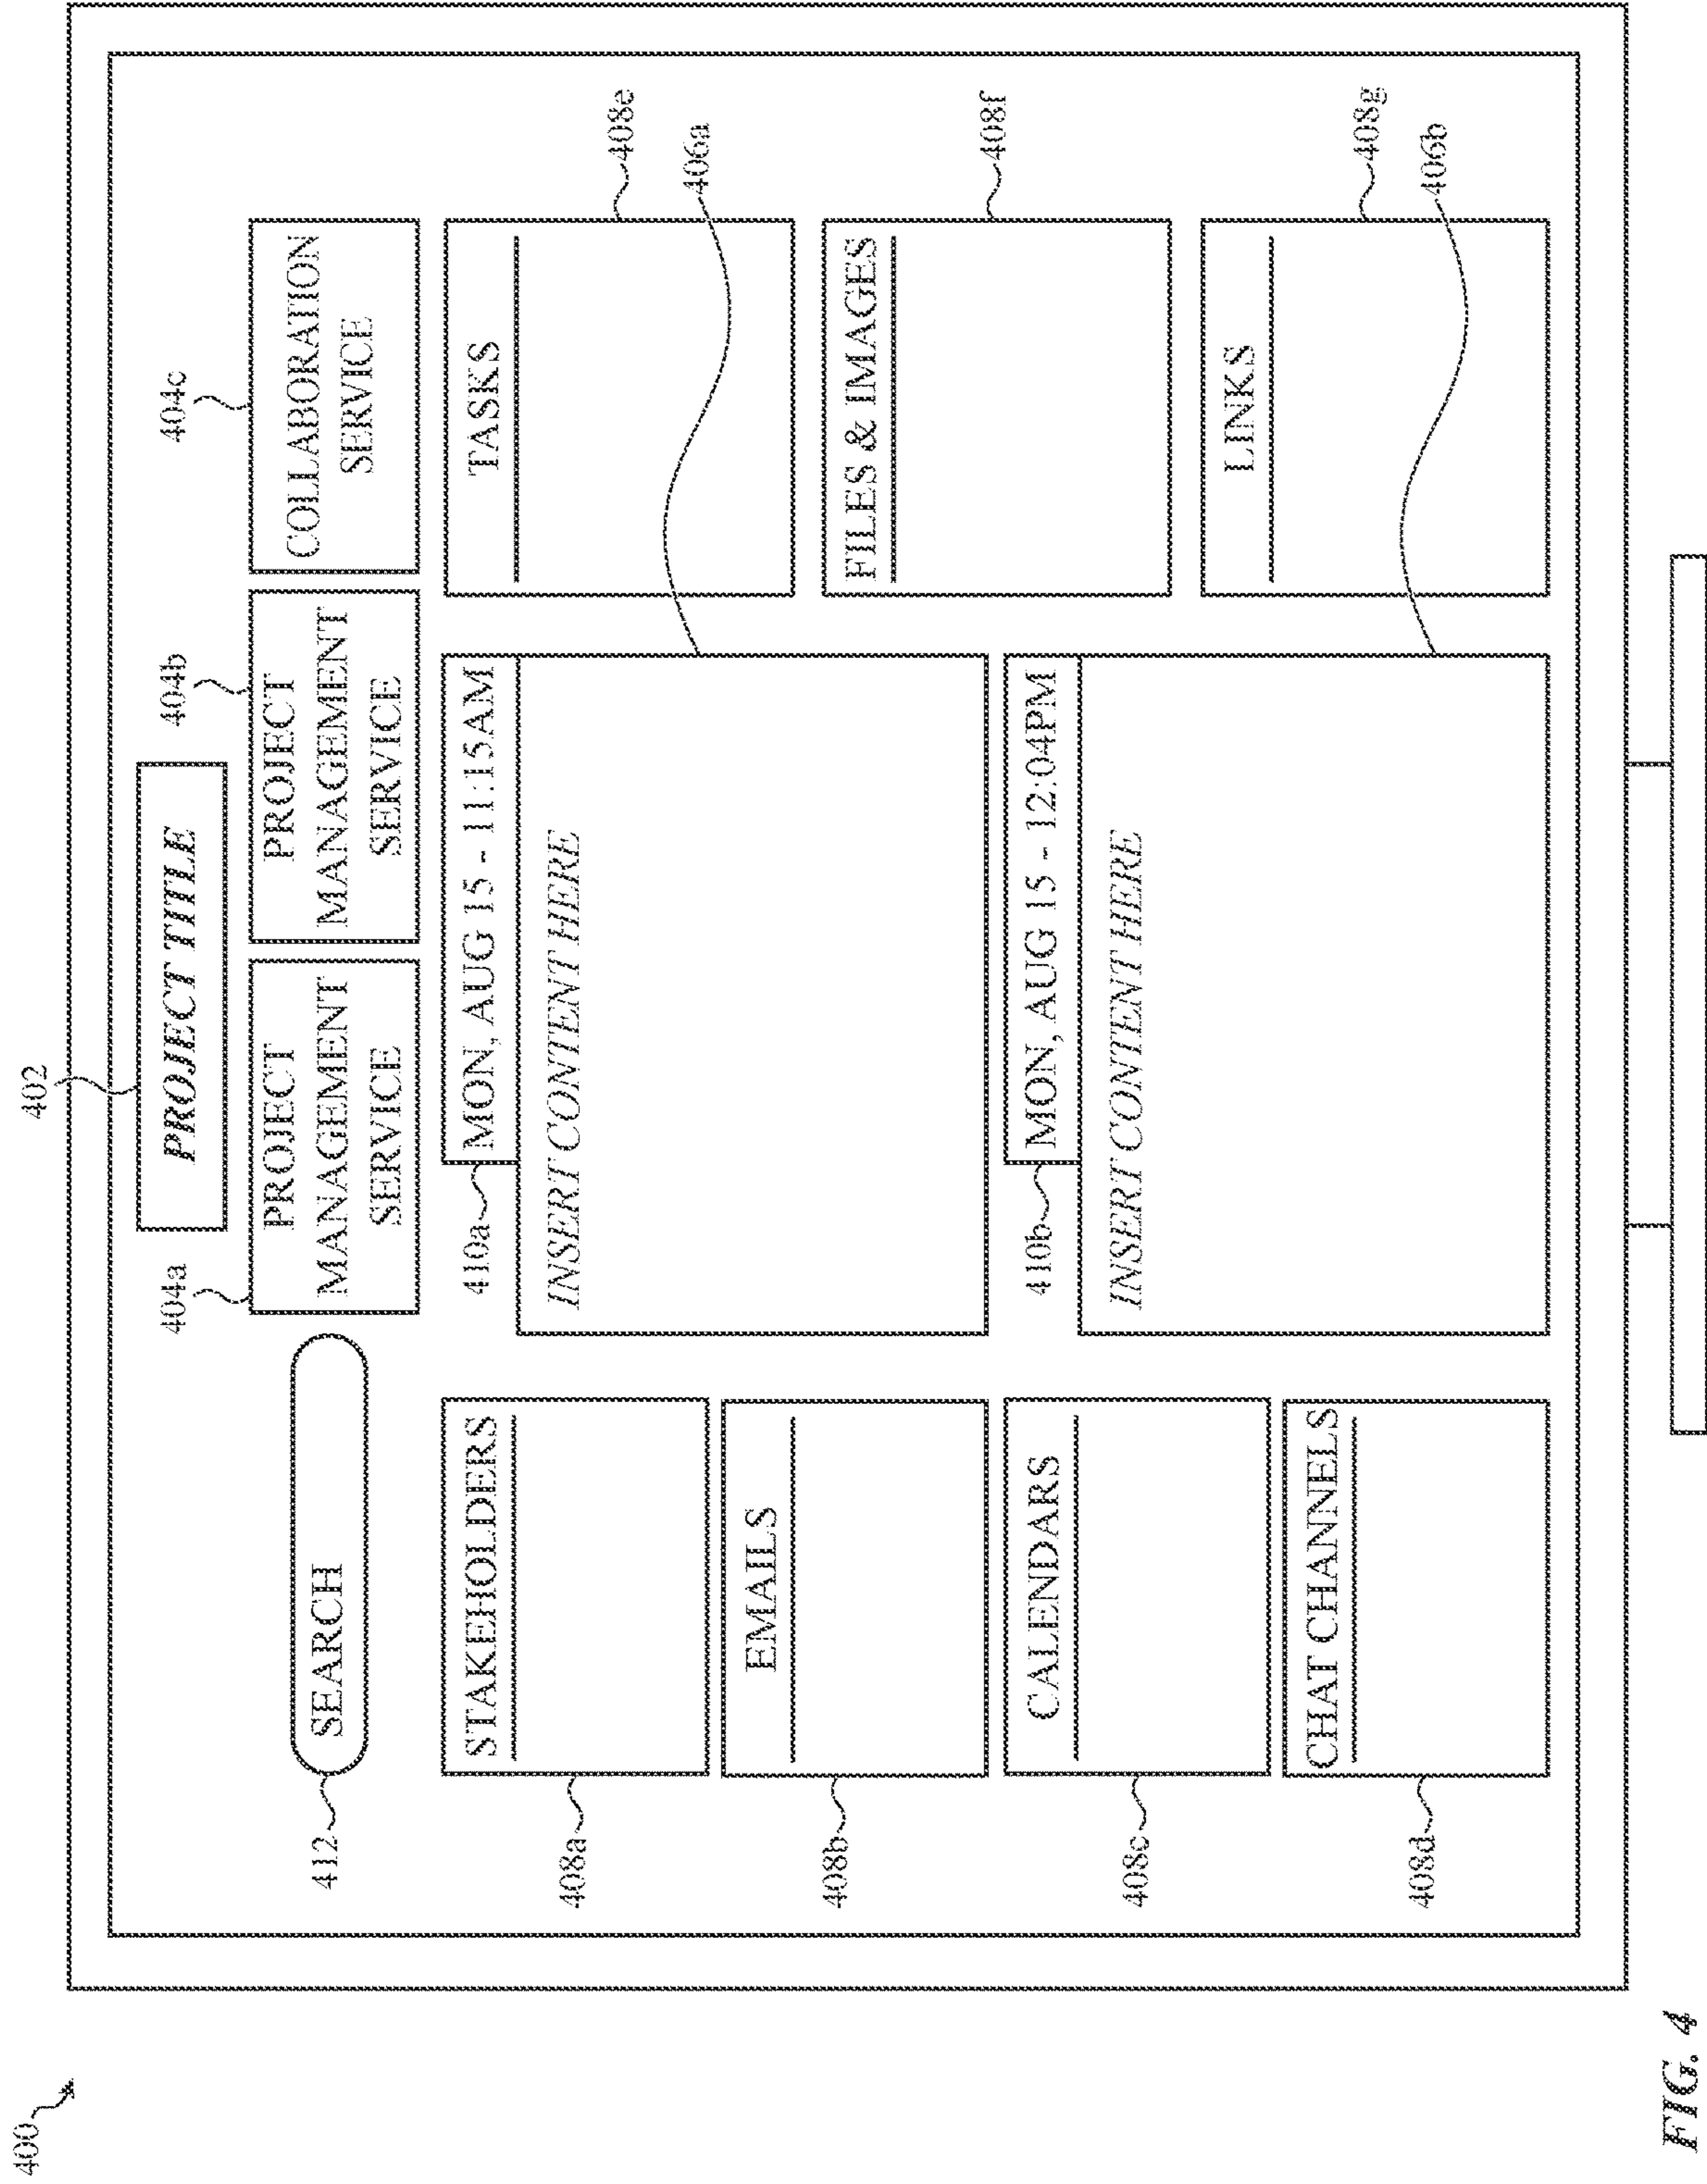 400
402
PROJECT TITLE
404a
404b
404c
412
SEARCH
PROJECT
MANAGEMENT
SERVICE
PROJECT
MANAGEMENT
SERVICE
COLLABORATION
SERVICE
408a
STAKEHOLDERS
408b
EMAILS
408c
CALENDARS
408d
CHAT CHANNELS
410a
MON, AUG 15 - 11:15AM
INSERT CONTENT HERE
406a
410b
MON, AUG 15 - 12:04PM
INSERT CONTENT HERE
406b
TASKS
408e
FILES & IMAGES
408f
LINKS
408g
FIG. 4